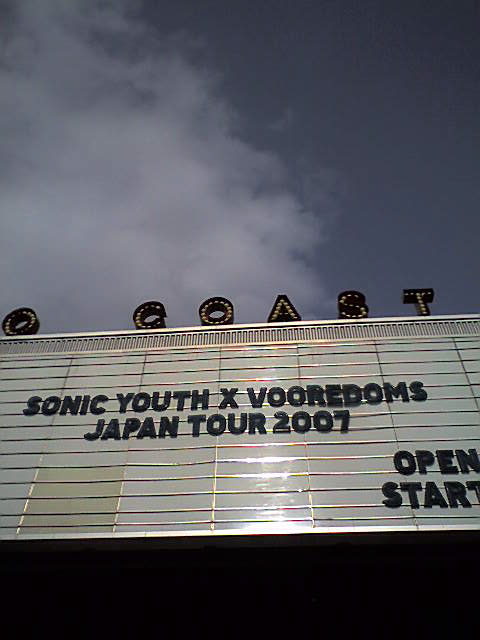 O COAST
SONIC YOUTH X VOOREDOMS
JAPAN TOUR 2007
OPEN
START